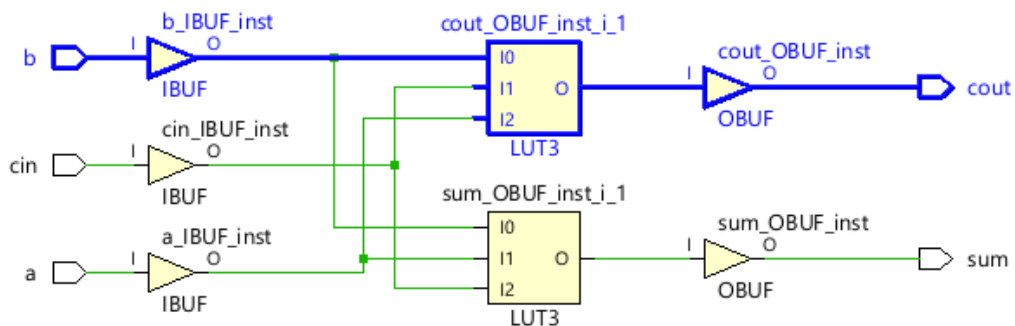 b_IBUF_inst
cout_OBUF_inst_i_1
b
I
O
IBUF
I0
I1
I2
O
LUT3
cout_OBUF_inst
I
O
OBUF
cout
cin_IBUF_inst
cin
I
O
IBUF
sum_OBUF_inst_i_1
a_IBUF_inst
a
I
O
IBUF
I0
I1
I2
O
LUT3
sum_OBUF_inst
I
O
OBUF
sum